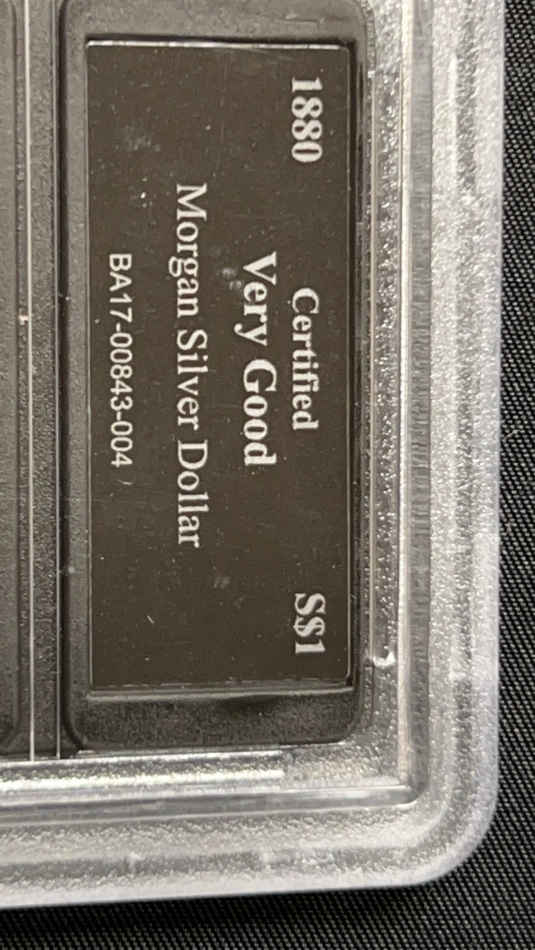 1880 Certified S$1
Very Good
Morgan Silver Dollar
BA17-00843-004